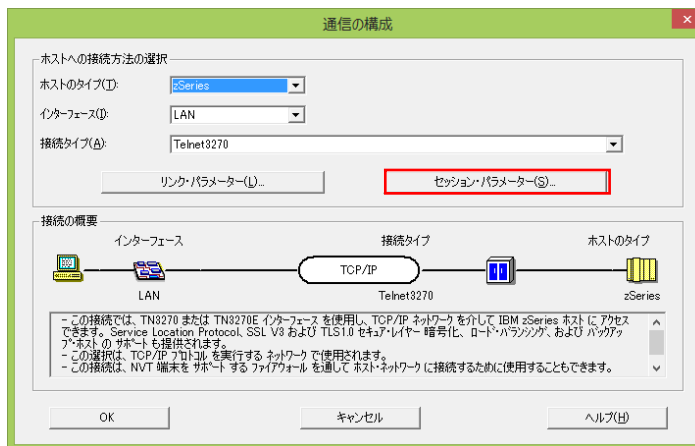 通信の構成
ホストへの接続方法の選択
ホストのタイプ(T):
zSeries
インターフェース(I):
LAN
接続タイプ(A):
Telnet3270
リンク・パラメーター(L)...
セッション・パラメーター(S)...
接続の概要
インターフェース
接続タイプ
ホストのタイプ
TCP/IP
LAN
Telnet3270
zSeries
- この接続では、TN3270 または TN3270E インターフェース を使用し、TCP/IP ネットワーク を介して IBM zSeries ホスト に アクセス
できます。 Service Location Protocol、SSL V3 および TLS1.0 セキュア・レイヤー 暗号化、ロード・バランシング、および バックアッ
プ・ホスト の サポート も提供されます。
- この選択は、TCP/IP プロトコル を実行する ネットワーク で使用されます。
- この接続は、NVT 端末を サポート する ファイアウォール を通して ホスト・ネットワーク に接続するために使用することもできます。
OK
キャンセル
ヘルプ(H)